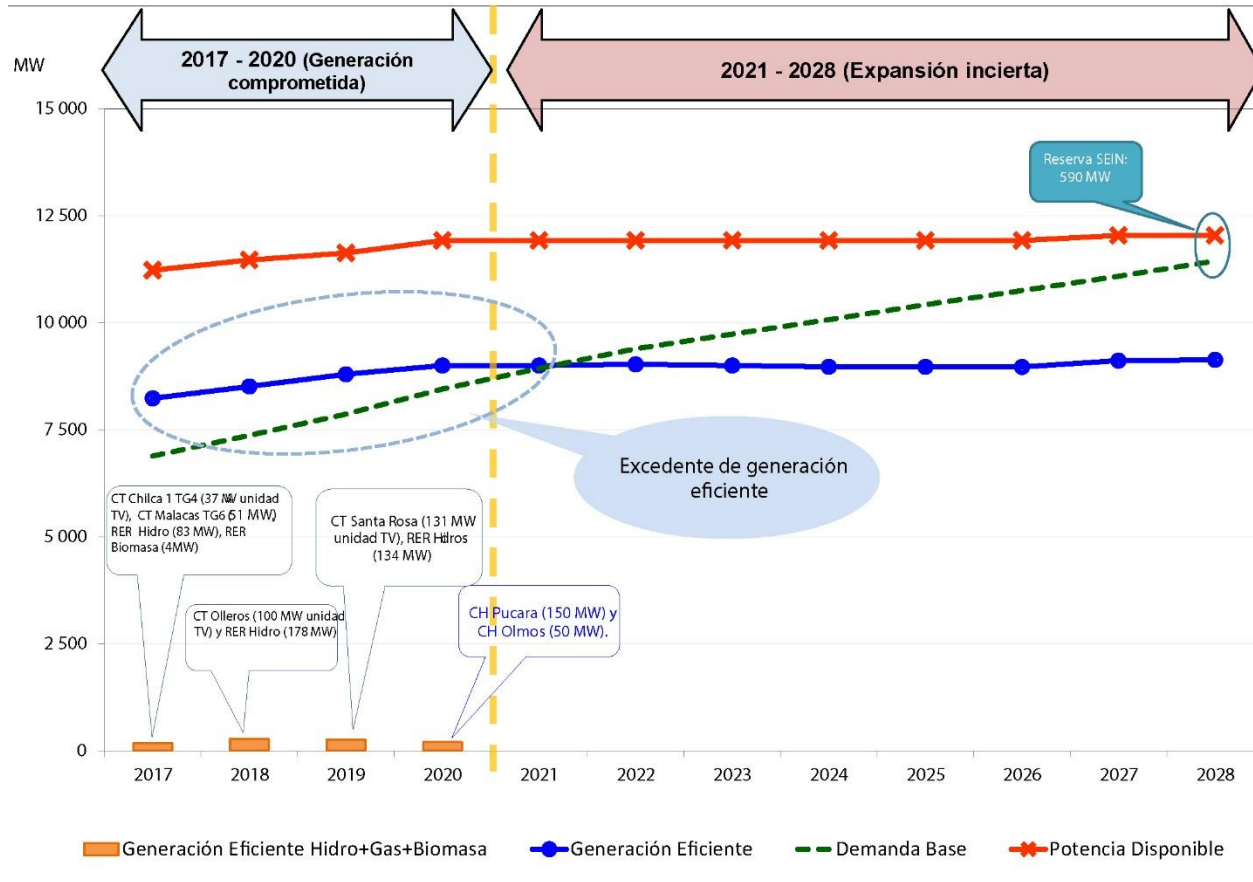 2017 - 2020 (Generación
comprometida)
2021 - 2028 (Expansión incierta)
MW
15 000
12 500
10 000
7 500
5 000
2 500
0
Reserva SEIN:
590 MW
Excedente de generación
eficiente
CT Chilca 1 TG4 (37 MW unidad
TV), CT Malacas TG6 (51 MW),
RER Hidro (83 MW), RER
Biomasa (4MW)
CT Olleros (100 MW unidad
TV) y RER Hidro (178 MW)
CT Santa Rosa (131 MW
unidad TV), RER Hidros
(134 MW)
CH Pucara (150 MW) y
CH Olmos (50 MW).
2017 2018 2019 2020 2021 2022 2023 2024 2025 2026 2027 2028
Generación Eficiente Hidro+Gas+Biomasa Generación Eficiente Demanda Base Potencia Disponible